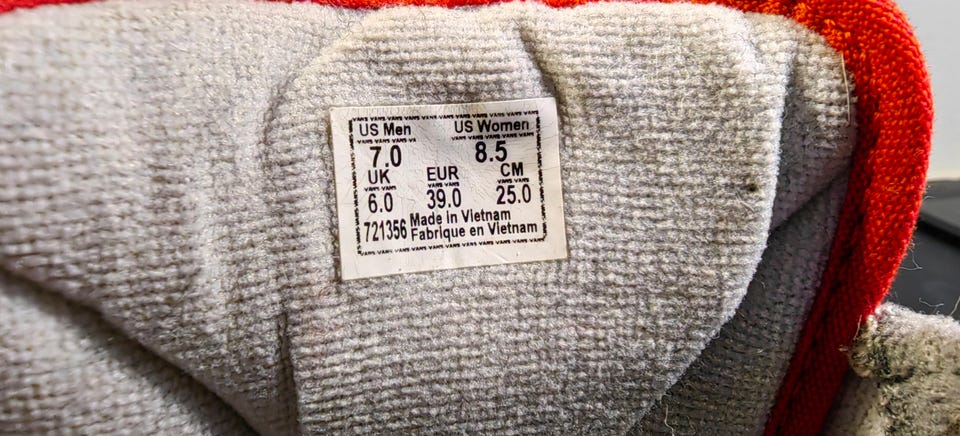 US Men US Women
7.0 8.5
UK EUR CM
6.0 39.0 25.0
721356 Made in Vietnam
Fabrique en Vietnam